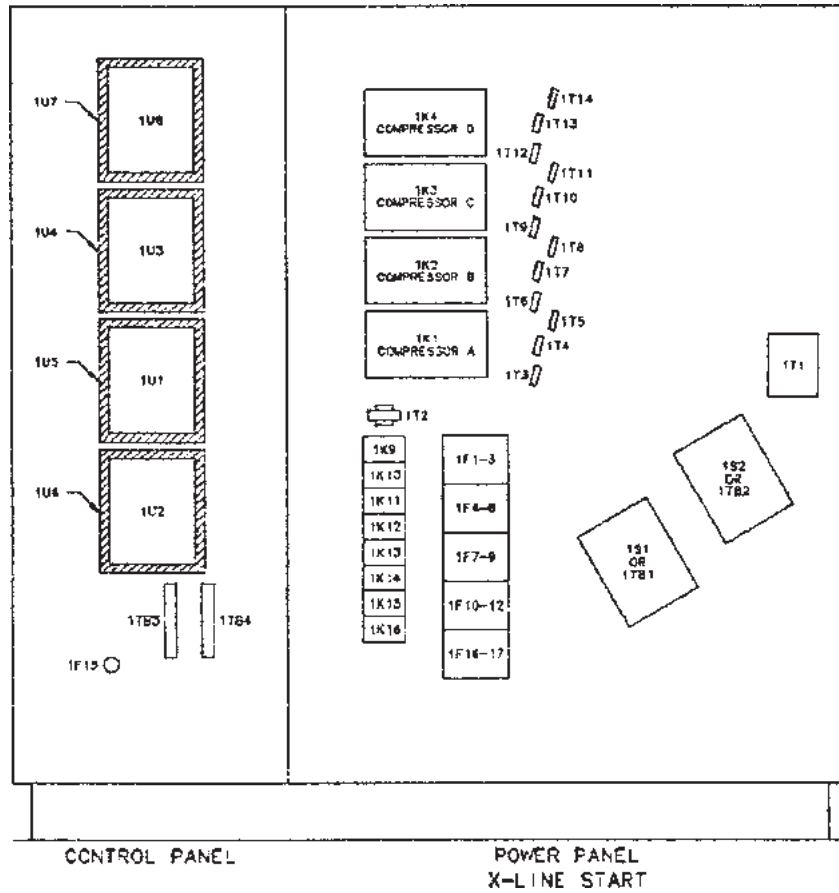 1U7
1U6
1U4
1U3
1U5
1U1
1U2
1TB3
1TB4
1F15
1K4
COMPRESSOR D
1K3
COMPRESSOR C
1K2
COMPRESSOR B
1K1
COMPRESSOR A
1T14
1T13
1T12
1T11
1T10
1T9
1T8
1T7
1T6
1T5
1T4
1T3
1T2
1T1
1K9
1K10
1K11
1K12
1K13
1K14
1K15
1K16
1F1-3
1F4-6
1F7-9
1F10-12
1F16-17
1S2
OR
1TB2
1S1
OR
1TB1
CONTROL PANEL
POWER PANEL
X-LINE START